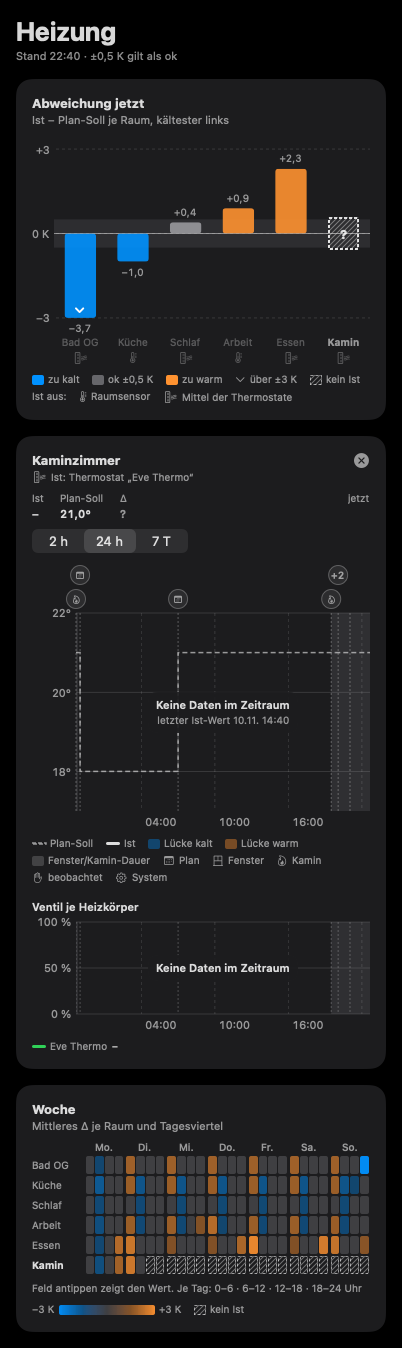 Heizung
Stand 22:40 · ±0,5 K gilt als ok
Abweichung jetzt
Ist – Plan-Soll je Raum, kältester links
+3
+2,3
+0,9
+0,4
0 K
?
−1,0
−3
−3,7
Bad OG Küche Schlaf Arbeit Essen Kamin
zu kalt ok ±0,5 K zu warm über ±3 K kein Ist
Ist aus: Raumsensor Mittel der Thermostate
Kaminzimmer
Ist: Thermostat „Eve Thermo“
Ist Plan-Soll Δ jetzt
– 21,0° ?
2 h 24 h 7 T
+2
22°
20°
Keine Daten im Zeitraum
letzter Ist-Wert 10.11. 14:40
18°
04:00 10:00 16:00
Plan-Soll Ist Lücke kalt Lücke warm
Fenster/Kamin-Dauer Plan Fenster Kamin
beobachtet System
Ventil je Heizkörper
100 %
50 %
Keine Daten im Zeitraum
0 %
04:00 10:00 16:00
Eve Thermo –
Woche
Mittleres Δ je Raum und Tagesviertel
Mo. Di. Mi. Do. Fr. Sa. So.
Bad OG
Küche
Schlaf
Arbeit
Essen
Kamin
Feld antippen zeigt den Wert. Je Tag: 0–6 · 6–12 · 12–18 · 18–24 Uhr
−3 K +3 K kein Ist